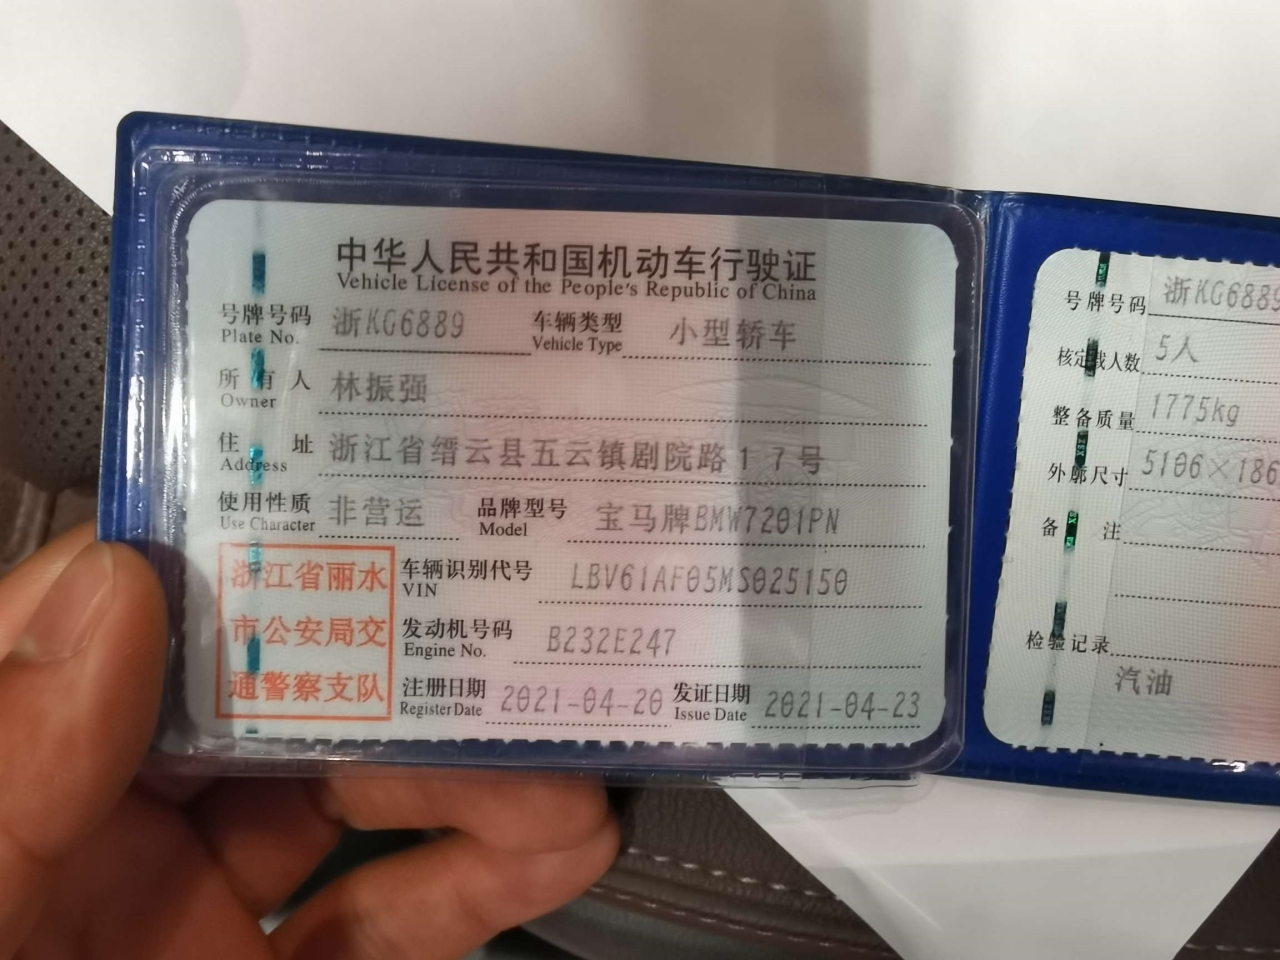 中华人民共和国机动车行驶证
Vehicle License of the People's Republic of China
号牌号码 浙KG6889 车辆类型 小型轿车
Plate No. Vehicle Type
所有人 林振强
Owner
住址 浙江省缙云县五云镇剧院路17号
Address
使用性质 非营运 品牌型号 宝马牌BMW7201PN
Use Character Model
浙江省丽水
市公安局交
通警察支队
车辆识别代号 LBV61AF05MS025150
VIN
发动机号码 B232E247
Engine No.
注册日期 2021-04-20 发证日期 2021-04-23
Register Date Issue Date
号牌号码 浙KG6889
核定载人数 5人
整备质量 1775kg
外廓尺寸 5106×186
备注
检验记录
汽油